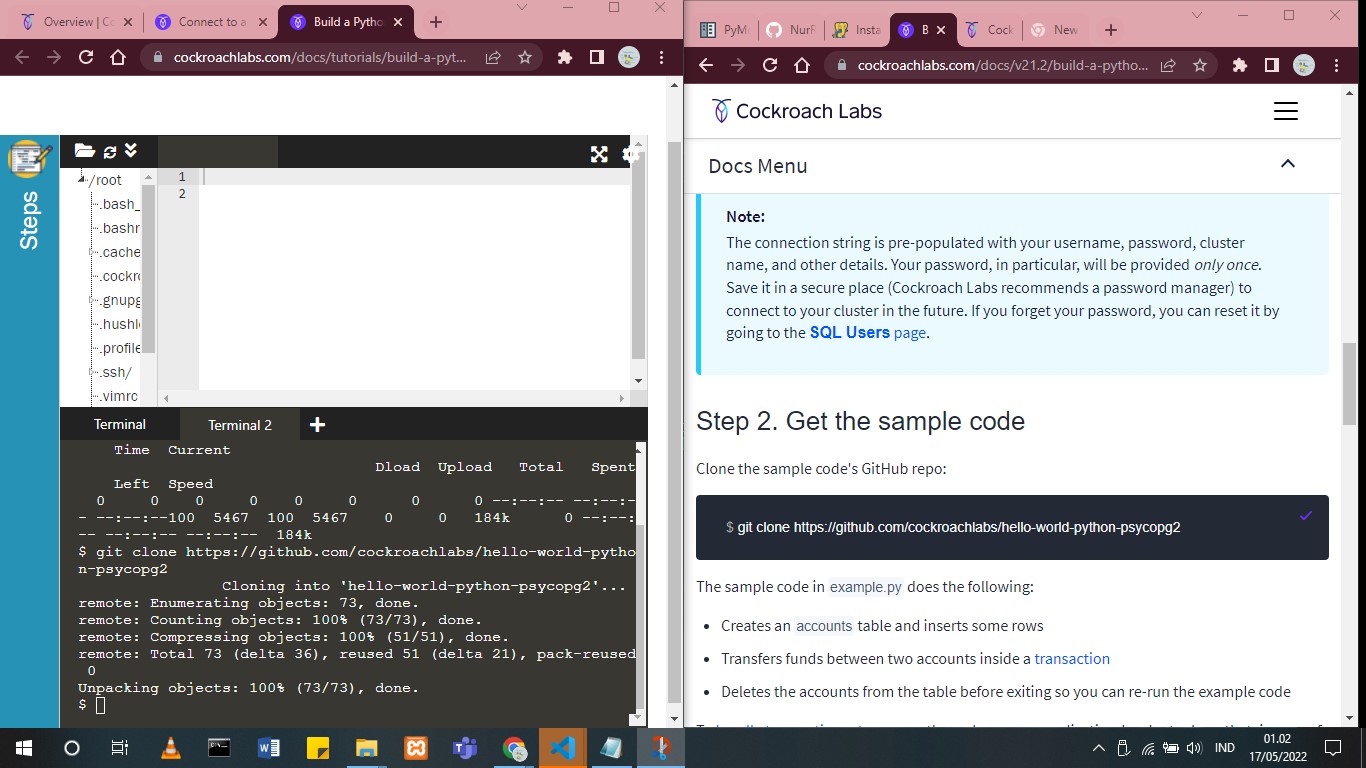 Overview | Co
Connect to a
Build a Pytho
cockroachlabs.com/docs/tutorials/build-a-pyt...
Steps
/root
.bash_
.bashr
.cache
.cockro
.gnupg
.hushl
.profile
.ssh/
.vimrc
1
2
Terminal
Terminal 2
Time Current
Dload Upload Total Spent
Left Speed
0 0 0 0 0 0 0 0 --:--:-- --:--:-
- --:--:--100 5467 100 5467 0 0 184k 0 --:--:
-- --:--:-- --:--:-- 184k
$ git clone https://github.com/cockroachlabs/hello-world-pytho
n-psycopg2
Cloning into 'hello-world-python-psycopg2'...
remote: Enumerating objects: 73, done.
remote: Counting objects: 100% (73/73), done.
remote: Compressing objects: 100% (51/51), done.
remote: Total 73 (delta 36), reused 51 (delta 21), pack-reused
0
Unpacking objects: 100% (73/73), done.
$
PyMo
NurF
Insta
B
Cock
New
cockroachlabs.com/docs/v21.2/build-a-pytho...
Cockroach Labs
Docs Menu
Note:
The connection string is pre-populated with your username, password, cluster
name, and other details. Your password, in particular, will be provided only once.
Save it in a secure place (Cockroach Labs recommends a password manager) to
connect to your cluster in the future. If you forget your password, you can reset it by
going to the SQL Users page.
Step 2. Get the sample code
Clone the sample code's GitHub repo:
$ git clone https://github.com/cockroachlabs/hello-world-python-psycopg2
The sample code in example.py does the following:
• Creates an accounts table and inserts some rows
• Transfers funds between two accounts inside a transaction
• Deletes the accounts from the table before exiting so you can re-run the example code
IND
01.02
17/05/2022